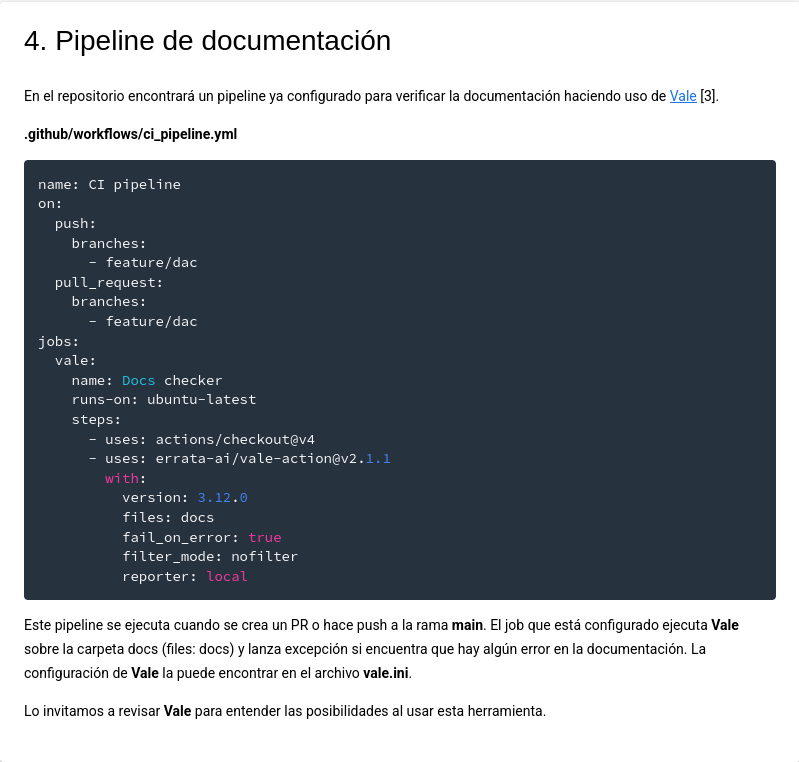 4. Pipeline de documentación
En el repositorio encontrará un pipeline ya configurado para verificar la documentación haciendo uso de Vale [3].
.github/workflows/ci_pipeline.yml
name: CI pipeline
on:
  push:
    branches:
      - feature/dac
  pull_request:
    branches:
      - feature/dac
jobs:
  vale:
    name: Docs checker
    runs-on: ubuntu-latest
    steps:
      - uses: actions/checkout@v4
      - uses: errata-ai/vale-action@v2.1.1
        with:
          version: 3.12.0
          files: docs
          fail_on_error: true
          filter_mode: nofilter
          reporter: local
Este pipeline se ejecuta cuando se crea un PR o hace push a la rama main. El job que está configurado ejecuta Vale
sobre la carpeta docs (files: docs) y lanza excepción si encuentra que hay algún error en la documentación. La
configuración de Vale la puede encontrar en el archivo vale.ini.
Lo invitamos a revisar Vale para entender las posibilidades al usar esta herramienta.